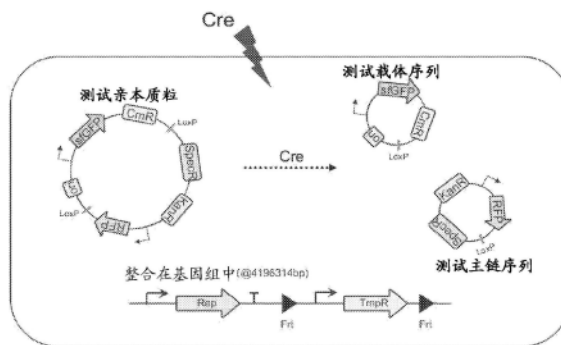 Cre
测试亲本质粒
sfGFP
CmR
LoxP
SpecR
KanR
RFP
LoxP
ori
Cre
测试载体序列
sfGFP
CmR
LoxP
ori
KanR
RFP
SpecR
LoxP
测试主链序列
整合在基因组中(@4196314bp)
Rep
TmpR
Frt
Frt